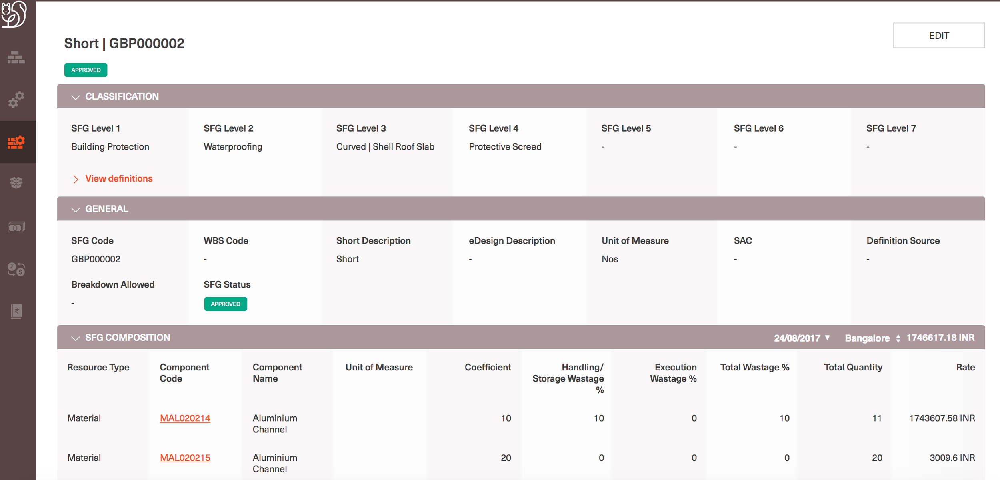 EDIT
Short | GBP000002
APPROVED
CLASSIFICATION
SFG Level 1 SFG Level 2 SFG Level 3 SFG Level 4 SFG Level 5 SFG Level 6 SFG Level 7
Building Protection Waterproofing Curved | Shell Roof Slab Protective Screed - - -
View definitions
GENERAL
SFG Code WBS Code Short Description eDesign Description Unit of Measure SAC Definition Source
GBP000002 - Short - Nos - -
Breakdown Allowed SFG Status
- APPROVED
SFG COMPOSITION 24/08/2017 ▼ Bangalore 1746617.18 INR
Resource Type Component Component Unit of Measure Coefficient Handling/ Execution Total Wastage % Total Quantity Rate
Code Name Storage Wastage Wastage %
%
Material MAL020214 Aluminium 10 10 0 10 11 1743607.58 INR
Channel
Material MAL020215 Aluminium 20 0 0 0 20 3009.6 INR
Channel